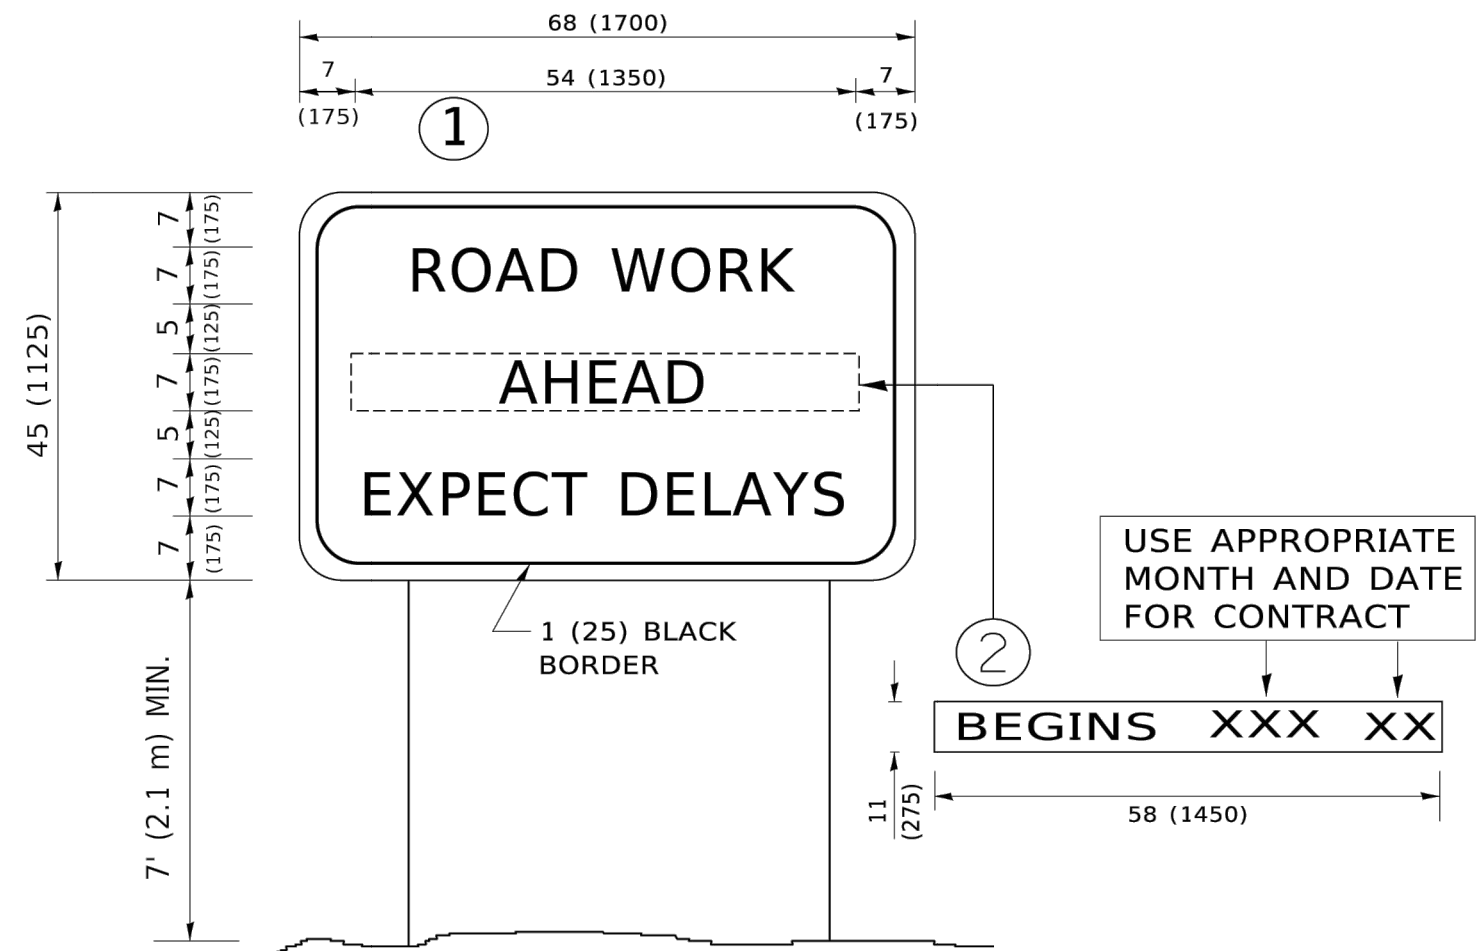 68 (1700)
7 54 (1350) 7
(175) (175)
1
7 (175)
7 (175)
5 (125)
7 (175)
5 (125)
7 (175)
7 (175)
45 (1125)
ROAD WORK
AHEAD
EXPECT DELAYS
1 (25) BLACK
BORDER
7' (2.1 m) MIN.
2
USE APPROPRIATE
MONTH AND DATE
FOR CONTRACT
BEGINS XXX XX
11
(275)
58 (1450)